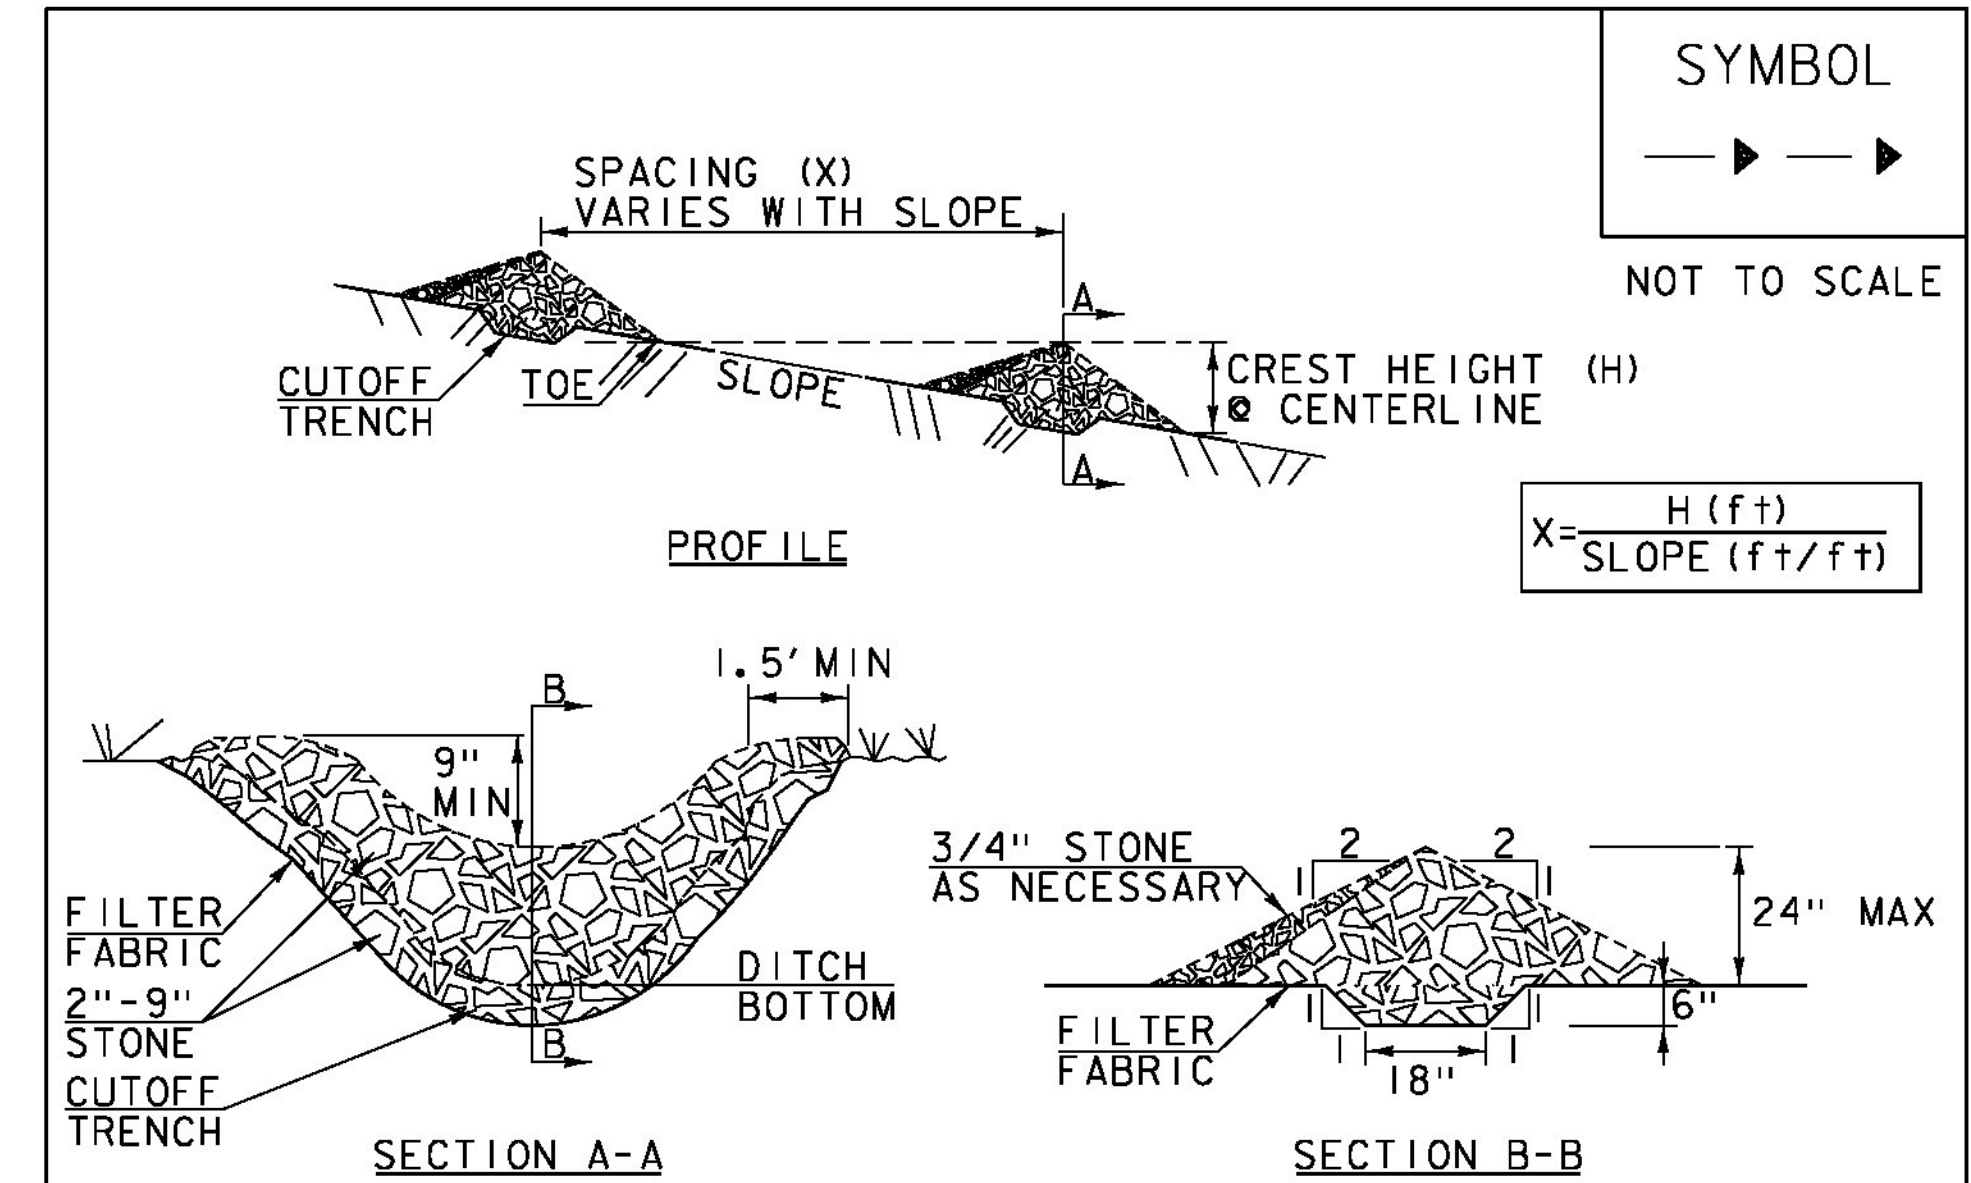 SYMBOL
NOT TO SCALE
SPACING (X)
VARIES WITH SLOPE
A
CUTOFF
TRENCH
TOE
SLOPE
CREST HEIGHT (H)
@ CENTERLINE
A
PROFILE
X=
H (ft)
SLOPE (ft/ft)
1.5' MIN
B
9"
MIN
FILTER
FABRIC
2"-9"
STONE
CUTOFF
TRENCH
DITCH
BOTTOM
B
SECTION A-A
3/4" STONE
AS NECESSARY
2
2
1
1
24" MAX
6"
FILTER
FABRIC
1
1
1
1
18"
SECTION B-B